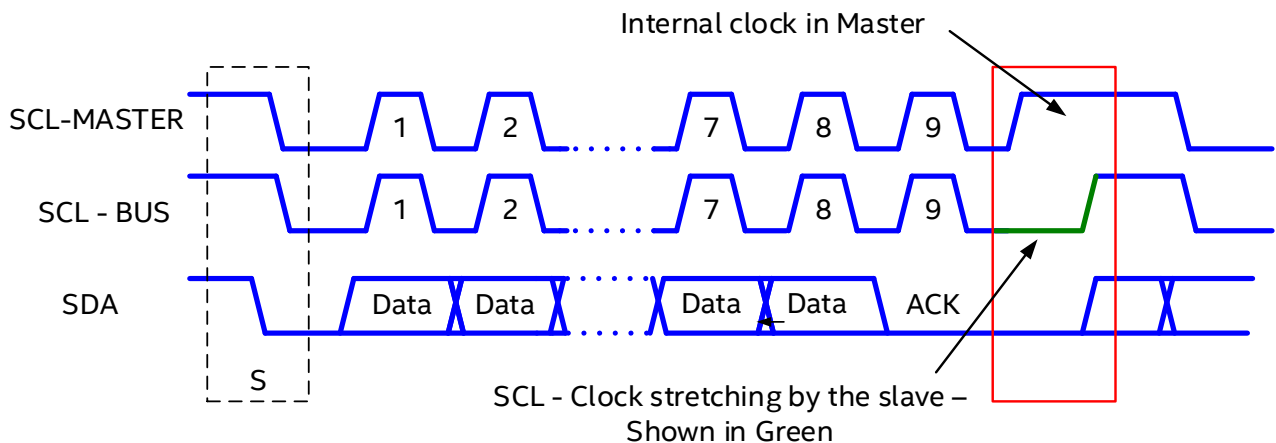 Internal clock in Master
SCL-MASTER
1
2
7
8
9
SCL - BUS
1
2
7
8
9
SDA
Data
Data
Data
Data
ACK
S
SCL - Clock stretching by the slave –
Shown in Green